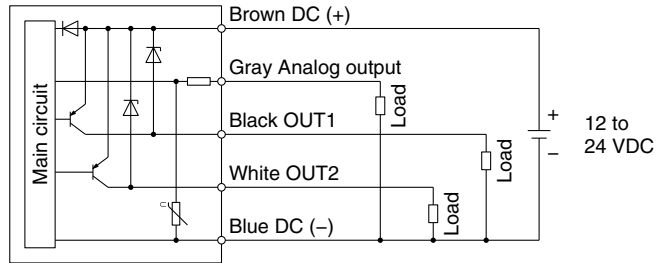 Brown DC (+)
Gray Analog output
Black OUT1
White OUT2
Blue DC (−)
Main circuit
Load
Load
Load
+
12 to
24 VDC
−